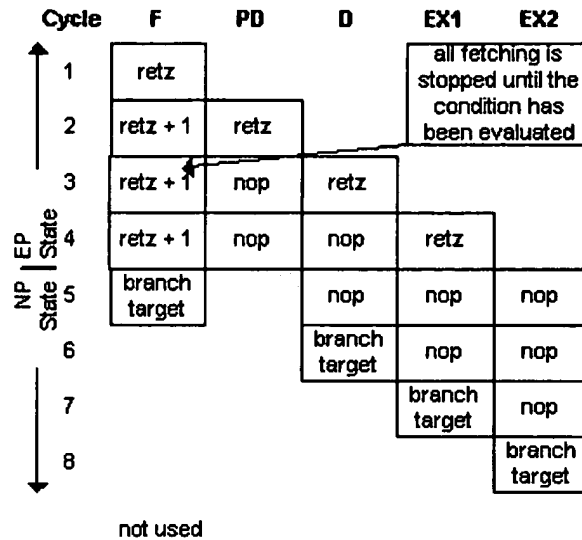 Cycle F PD D EX1 EX2
all fetching is
stopped until the
condition has
been evaluated
1 retz
2 retz + 1 retz
3 retz + 1 nop retz
4 retz + 1 nop nop retz
EP
State
NP
State
5 branch
target nop nop nop
6 branch
target nop nop
7 branch
target nop
8 branch
target
not used